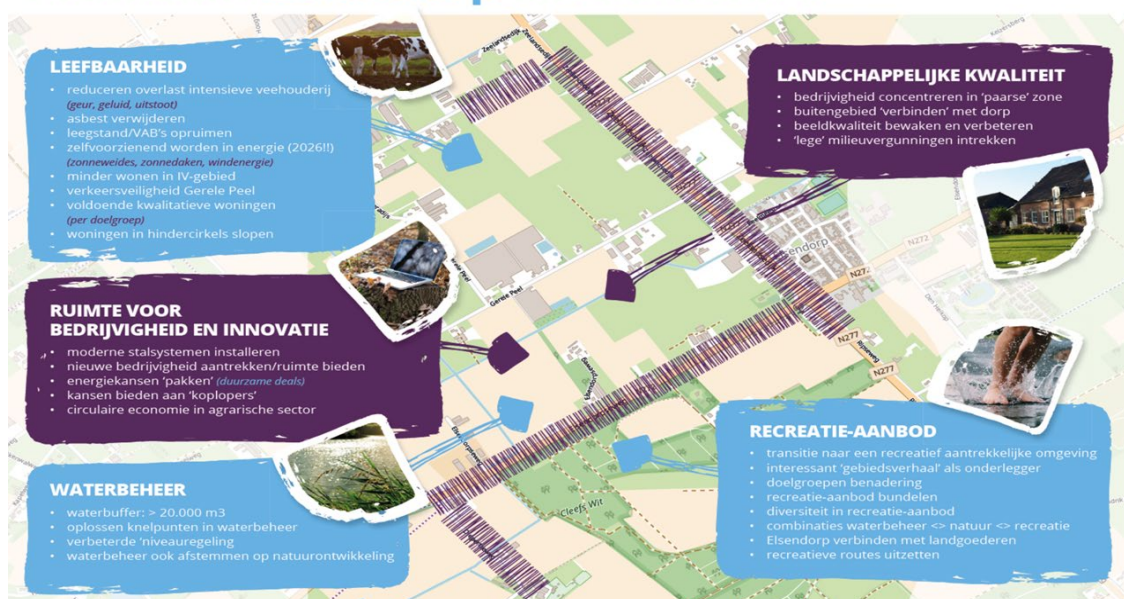 LEEFBAARHEID
• reduceren overlast intensieve veehouderij
(geur, geluid, uitstoot)
• asbest verwijderen
• leegstand/VAB's opruimen
• zelfvoorzienend worden in energie (2026!!)
(zonneweides, zonnedaken, windenergie)
• minder wonen in IV-gebied
• verkeersveiligheid Gerele Peel
• voldoende kwalitatieve woningen
(per doelgroep)
• woningen in hindercirkels slopen
RUIMTE VOOR
BEDRIJVIGHEID EN INNOVATIE
• moderne stalsystemen installeren
• nieuwe bedrijvigheid aantrekken/ruimte bieden
• energiekansen 'pakken' (duurzame deals)
• kansen bieden aan 'koplopers'
• circulaire economie in agrarische sector
WATERBEHEER
• waterbuffer: > 20.000 m3
• oplossen knelpunten in waterbeheer
• verbeterde 'niveauregeling
• waterbeheer ook afstemmen op natuurontwikkeling
LANDSCHAPPELIJKE KWALITEIT
• bedrijvigheid concentreren in 'paarse' zone
• buitengebied 'verbinden' met dorp
• beeldkwaliteit bewaken en verbeteren
• 'lege' milieuvergunningen intrekken
RECREATIE-AANBOD
• transitie naar een recreatief aantrekkelijke omgeving
• interessant 'gebiedsverhaal' als onderlegger
• doelgroepen benadering
• recreatie-aanbod bundelen
• diversiteit in recreatie-aanbod
• combinaties waterbeheer <> natuur <> recreatie
• Elsendorp verbinden met landgoederen
• recreatieve routes uitzetten
Zeelandsedijk
Zeelandsedijk
N277
sendorp
N272
N272
Gerele Peel
N277
N277
Cleefs Wit